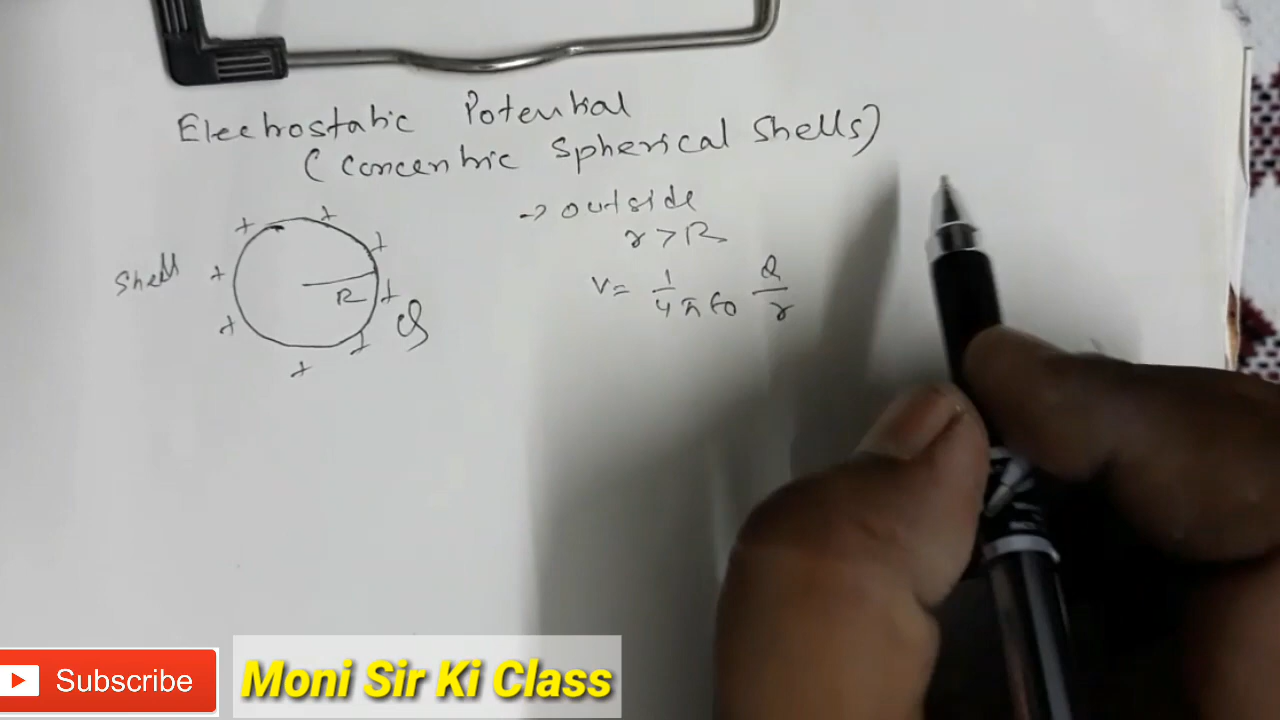 Electrostatic Potential
(Concentric Spherical Shells)
→ outside
r > R
Shell
R
Q
V = 1/4πε0 Q/r
Subscribe
Moni Sir Ki Class